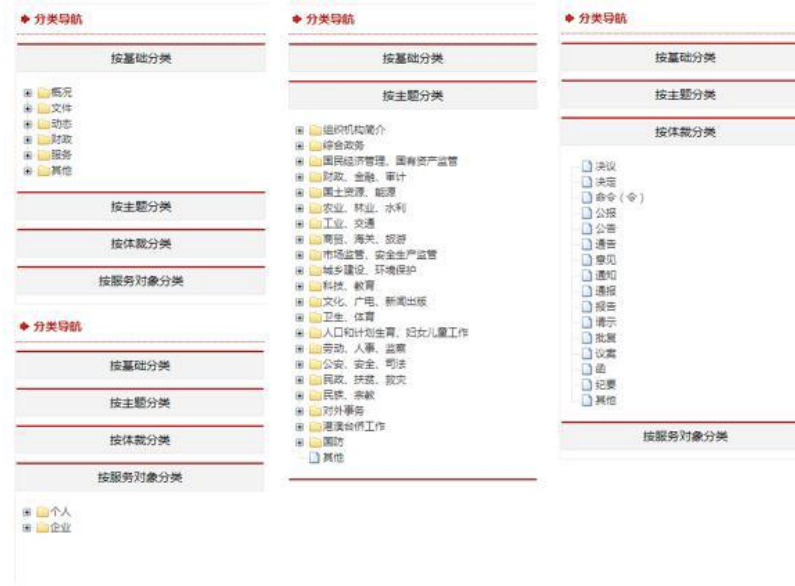 分类导航
按基础分类
概况
文件
动态
财政
服务
其他
按主题分类
按体裁分类
按服务对象分类
分类导航
按基础分类
按主题分类
按体裁分类
按服务对象分类
个人
企业
分类导航
按基础分类
按主题分类
组织机构简介
综合政务
国民经济管理、国有资产监管
财政、金融、审计
国土资源、能源
农业、林业、水利
工业、交通
商贸、海关、旅游
市场监管、安全生产监管
城乡建设、环境保护
科技、教育
文化、广电、新闻出版
卫生、体育
人口和计划生育、妇女儿童工作
劳动、人事、监察
公安、安全、司法
民政、扶贫、救灾
民族、宗教
对外事务
港澳台侨工作
国防
其他
分类导航
按基础分类
按主题分类
按体裁分类
决议
决定
命令（令）
公报
公告
通告
意见
通知
通报
报告
请示
批复
议案
函
纪要
其他
按服务对象分类